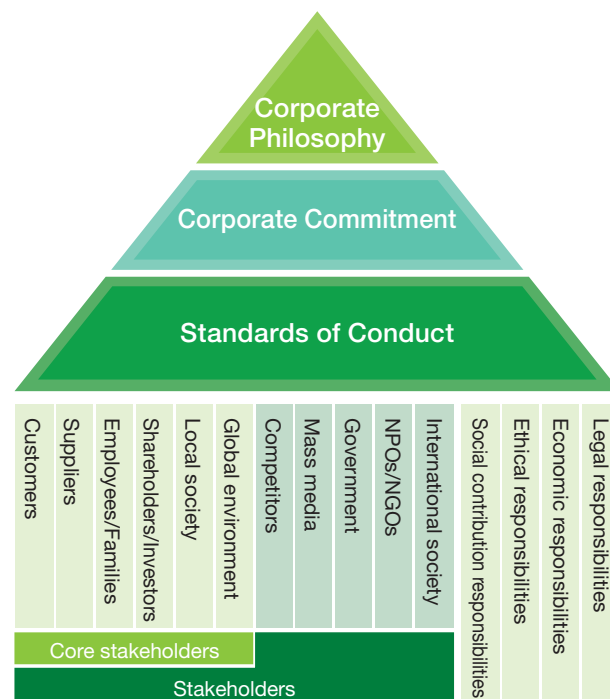 Corporate
Philosophy
Corporate Commitment
Standards of Conduct
Customers
Suppliers
Employees/Families
Shareholders/Investors
Local society
Global environment
Competitors
Mass media
Government
NPOs/NGOs
International society
Social contribution responsibilities
Ethical responsibilities
Economic responsibilities
Legal responsibilities
Core stakeholders
Stakeholders